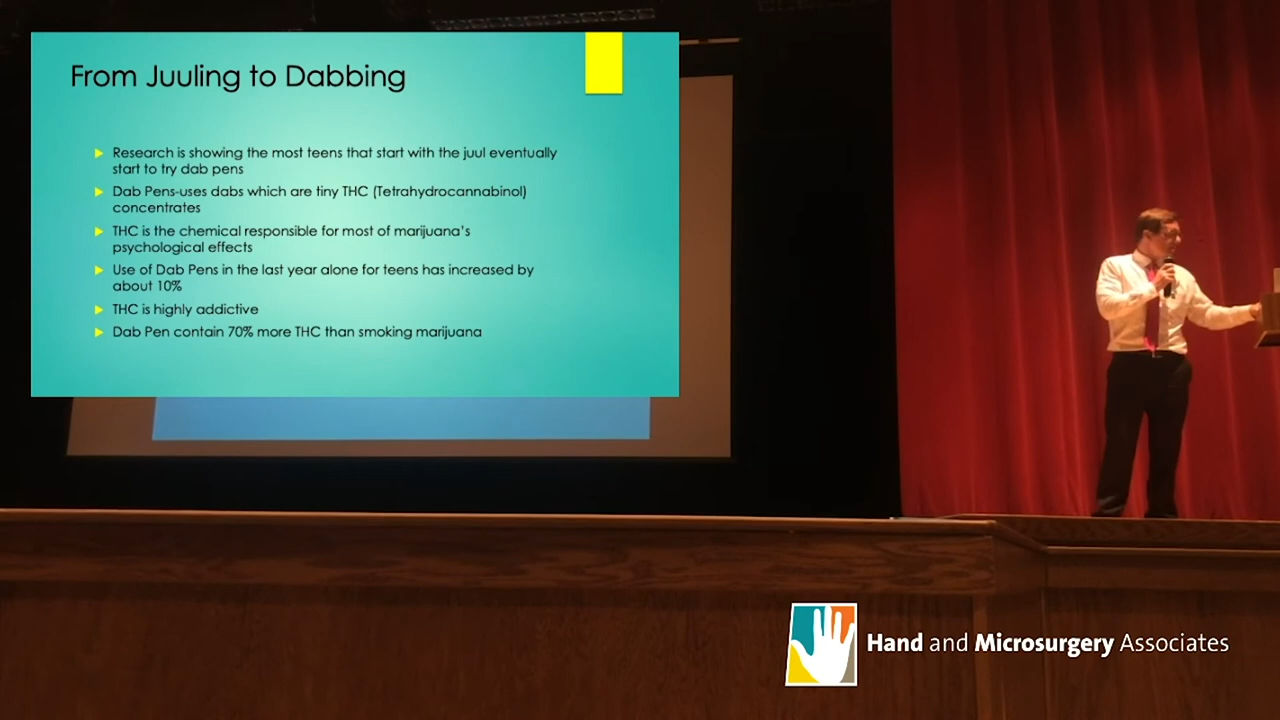 From Juuling to Dabbing
Research is showing the most teens that start with the juul eventually
start to try dab pens
Dab Pens-uses dabs which are tiny THC (Tetrahydrocannabinol)
concentrates
THC is the chemical responsible for most of marijuana's
psychological effects
Use of Dab Pens in the last year alone for teens has increased by
about 10%
THC is highly addictive
Dab Pen contain 70% more THC than smoking marijuana
Hand and Microsurgery Associates